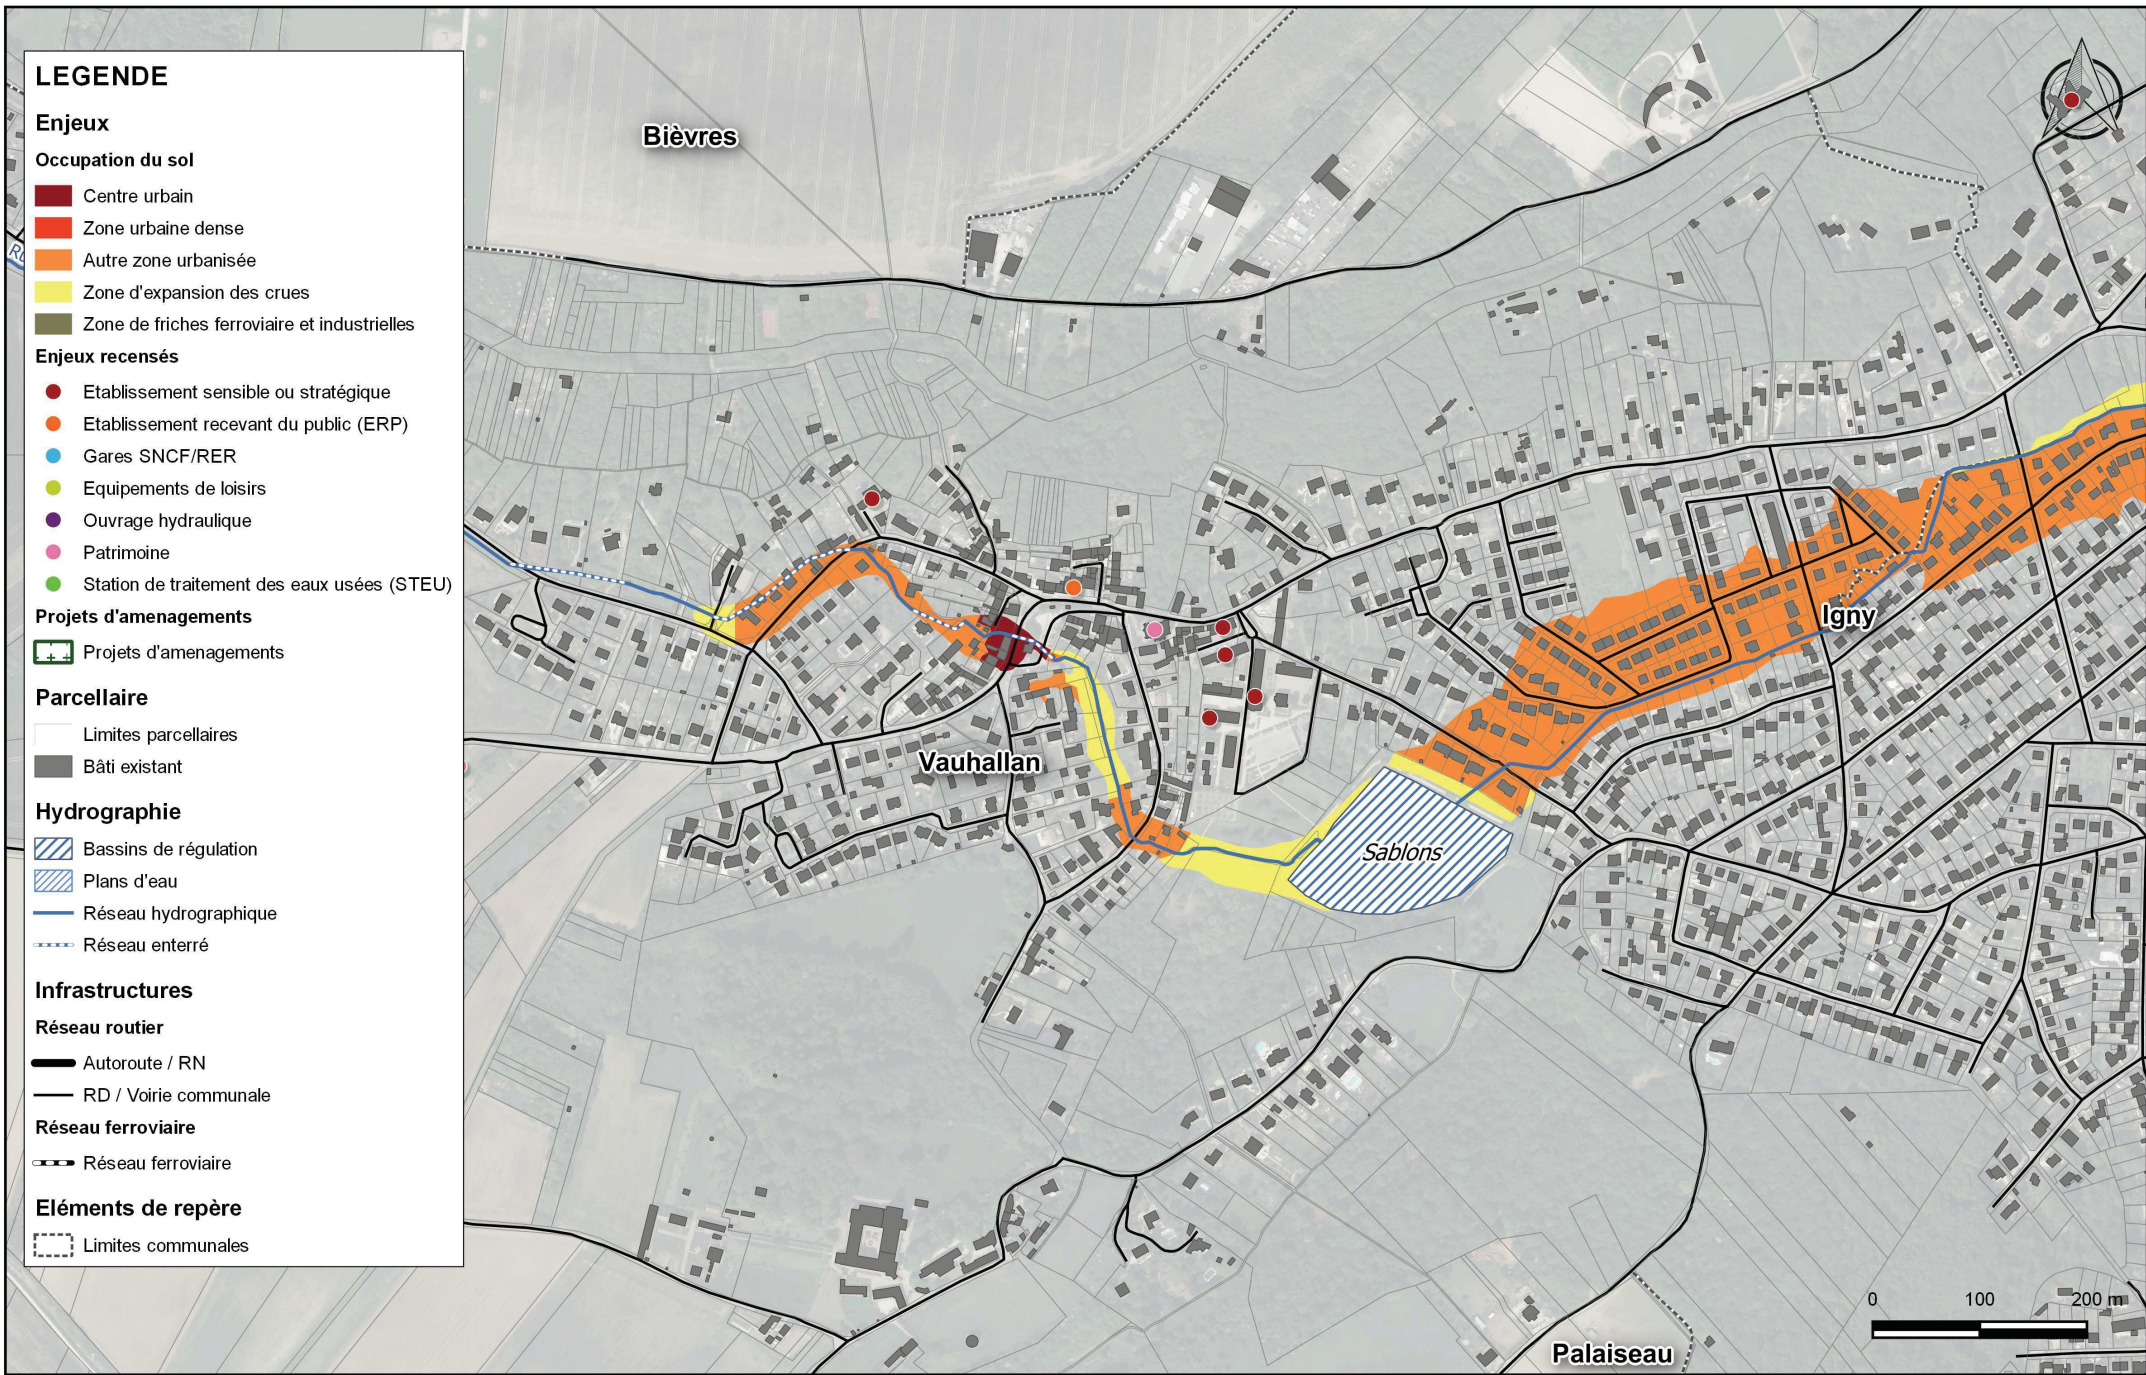 LEGENDE
Enjeux
Occupation du sol
Centre urbain
Zone urbaine dense
Autre zone urbanisée
Zone d'expansion des crues
Zone de friches ferroviaire et industrielles
Enjeux recensés
Etablissement sensible ou stratégique
Etablissement recevant du public (ERP)
Gares SNCF/RER
Equipements de loisirs
Ouvrage hydraulique
Patrimoine
Station de traitement des eaux usées (STEU)
Projets d'amenagements
Projets d'amenagements
Parcellaire
Limites parcellaires
Bâti existant
Hydrographie
Bassins de régulation
Plans d'eau
Réseau hydrographique
Réseau enterré
Infrastructures
Réseau routier
Autoroute / RN
RD / Voirie communale
Réseau ferroviaire
Réseau ferroviaire
Eléments de repère
Limites communales
Bièvres
Igny
Vauhallan
Sablons
Palaiseau
0 100 200 m